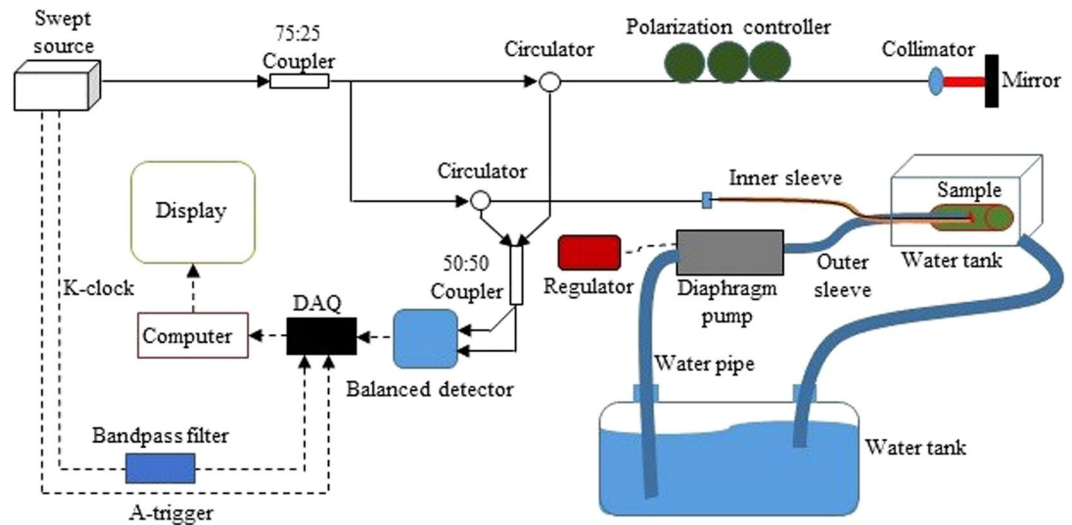 Swept
source
75:25
Coupler
Circulator
Polarization controller
Collimator
Mirror
Circulator
Inner sleeve
Sample
Water tank
Display
K-clock
50:50
Coupler
Regulator
Diaphragm
pump
Outer
sleeve
DAQ
Computer
Balanced detector
Water pipe
Bandpass filter
Water tank
A-trigger